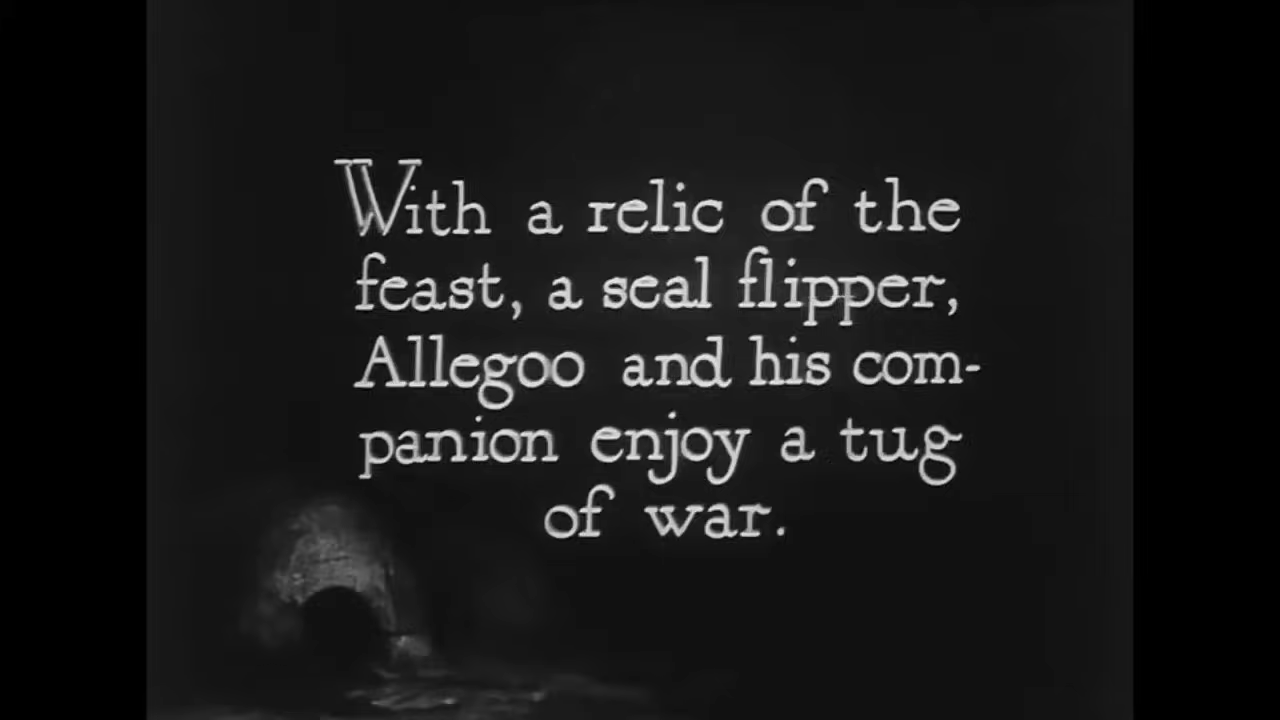 With a relic of the
feast, a seal flipper,
Allegoo and his com-
panion enjoy a tug
of war.